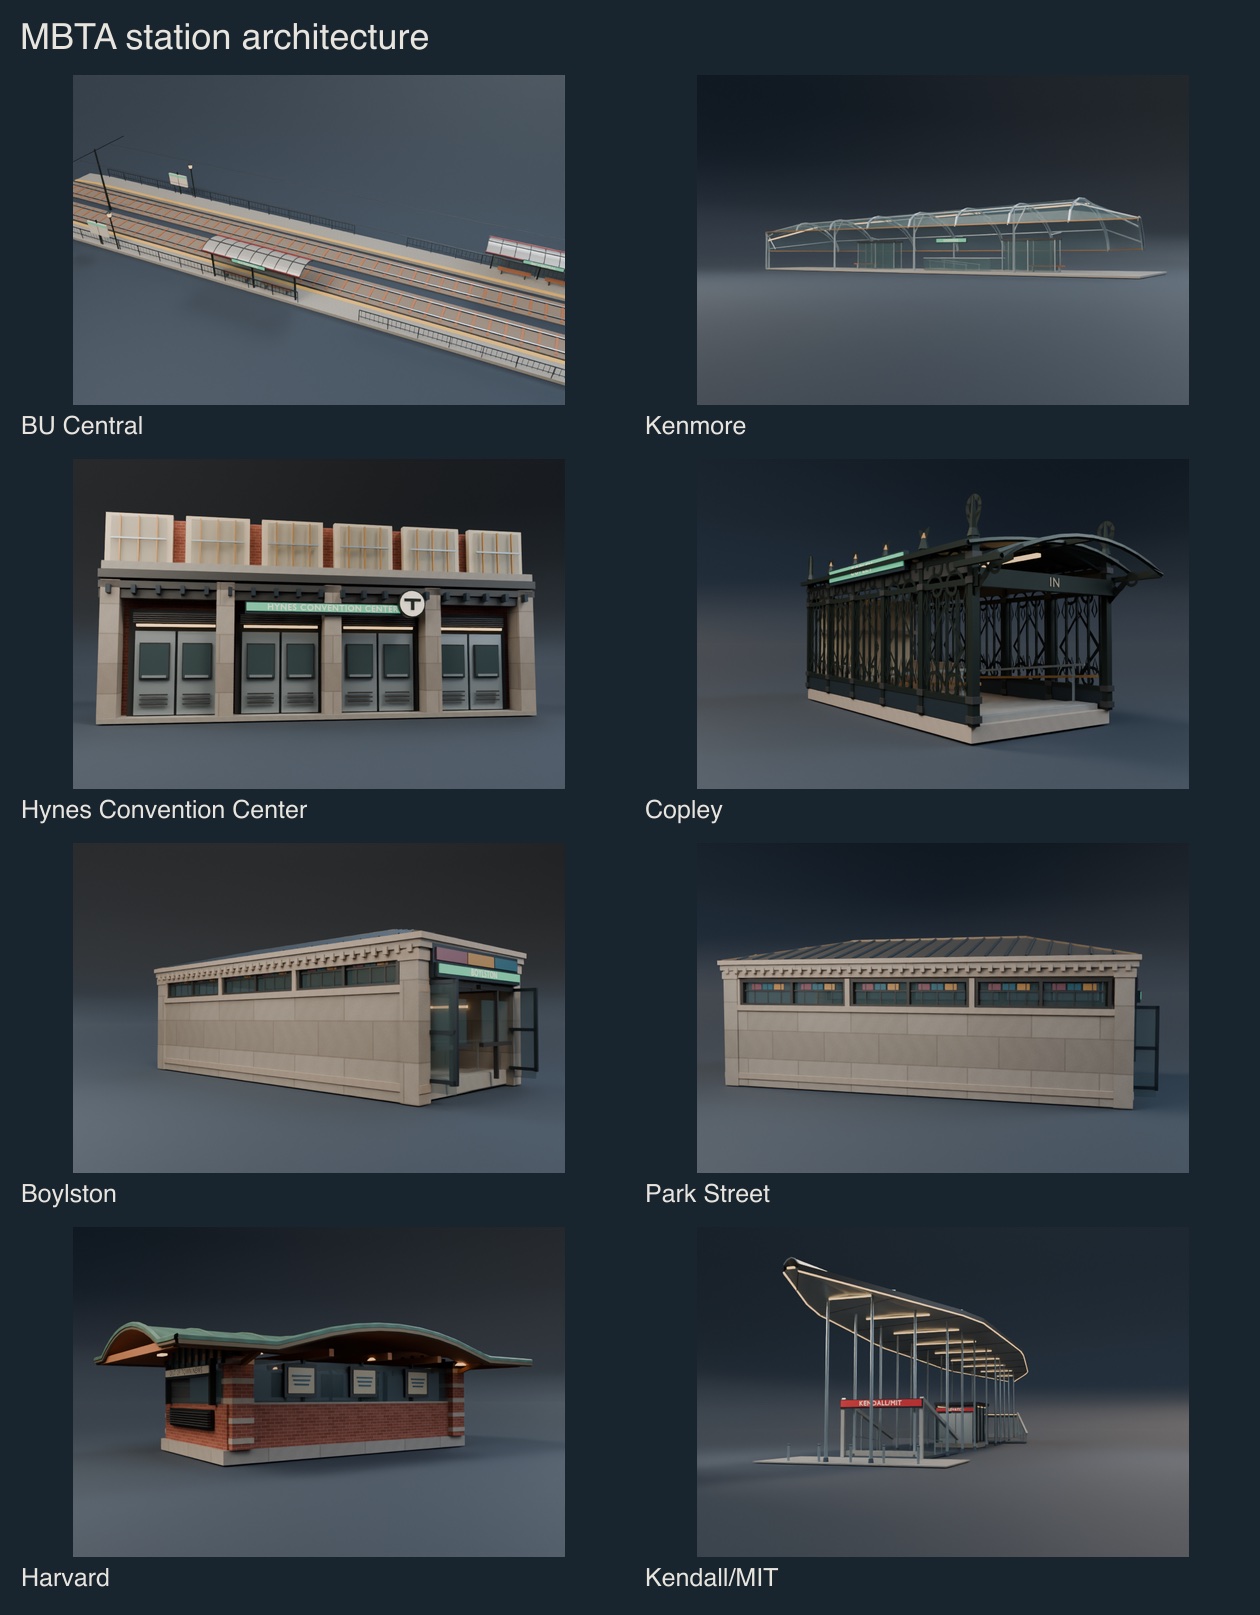 MBTA station architecture
BU Central
Kenmore
HYNES CONVENTION CENTER
T
Hynes Convention Center
IN
Copley
BOYLSTON
Boylston
Park Street
Harvard
KENDALL/MIT
Kendall/MIT